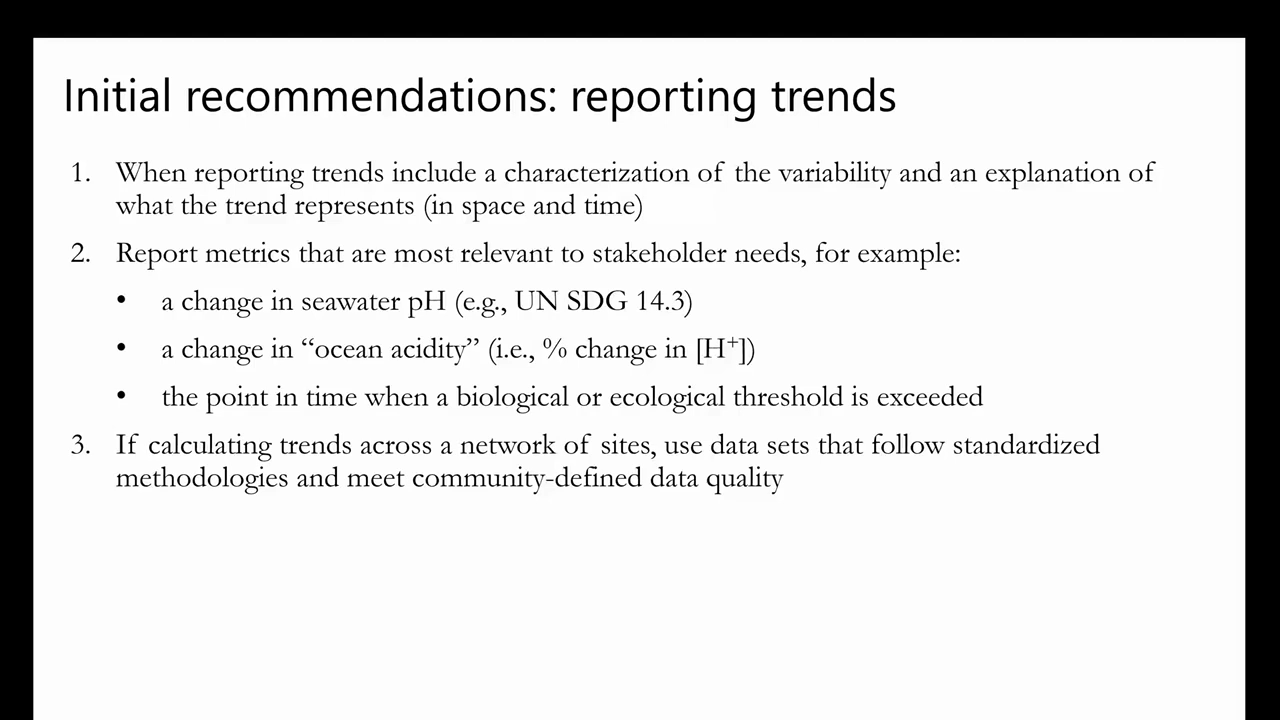 Initial recommendations: reporting trends
1. When reporting trends include a characterization of the variability and an explanation of
what the trend represents (in space and time)
2. Report metrics that are most relevant to stakeholder needs, for example:
• a change in seawater pH (e.g., UN SDG 14.3)
• a change in “ocean acidity” (i.e., % change in [H⁺])
• the point in time when a biological or ecological threshold is exceeded
3. If calculating trends across a network of sites, use data sets that follow standardized
methodologies and meet community-defined data quality